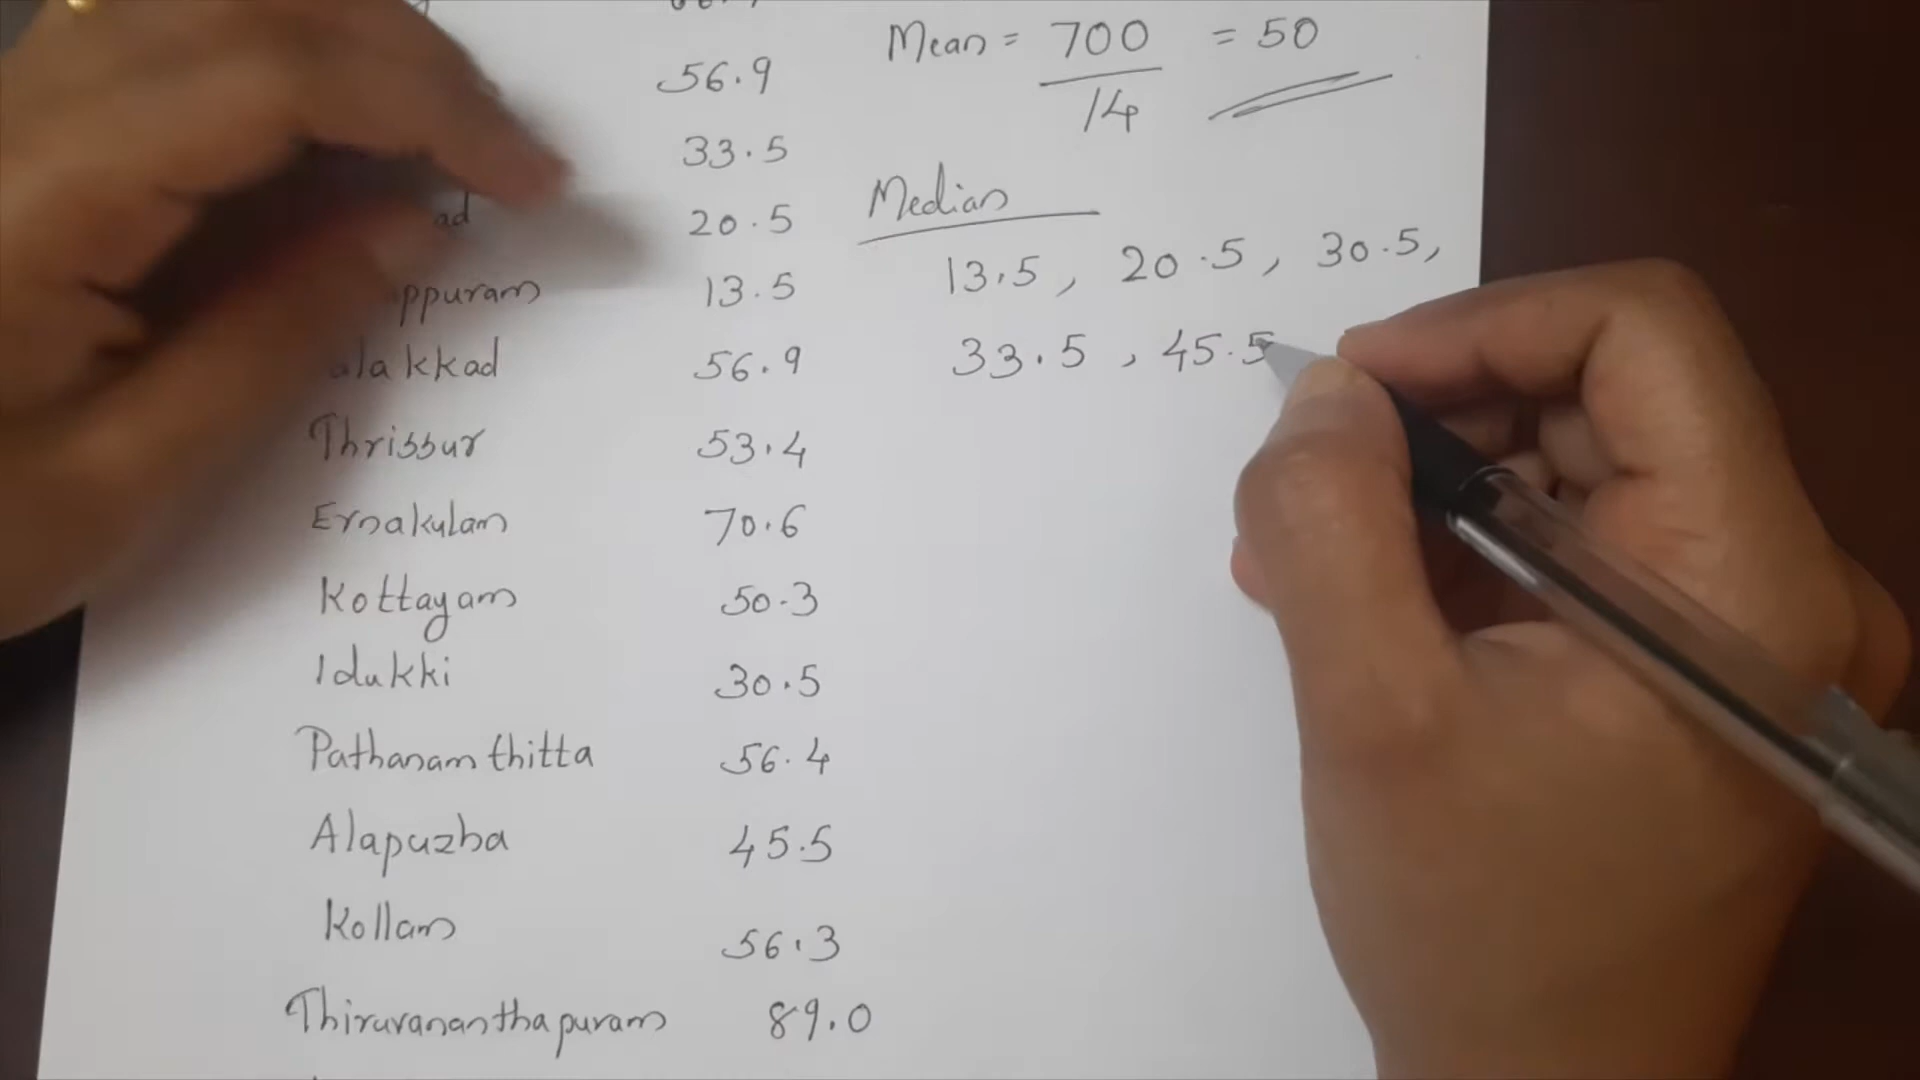 Mean = 700 = 50
14
56.9
33.5
ad 20.5
Median
ppuram 13.5
13.5, 20.5, 30.5,
33.5, 45.5
alakkad 56.9
Thrissur 53.4
Ernakulam 70.6
Kottayam 50.3
Idukki 30.5
Pathanamthitta 56.4
Alapuzha 45.5
Kollam 56.3
Thiruvananthapuram 89.0